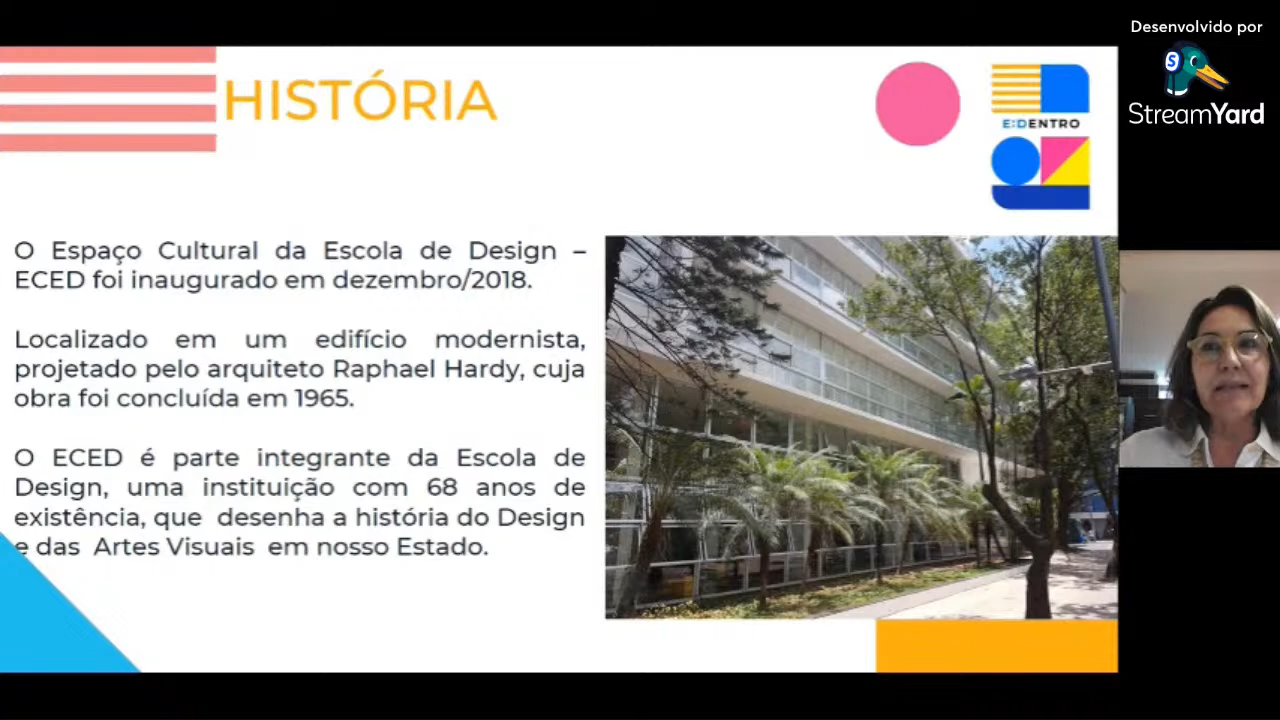 Desenvolvido por
StreamYard
HISTÓRIA
E:DENTRO
O Espaço Cultural da Escola de Design –
ECED foi inaugurado em dezembro/2018.
Localizado em um edifício modernista,
projetado pelo arquiteto Raphael Hardy, cuja
obra foi concluída em 1965.
O ECED é parte integrante da Escola de
Design, uma instituição com 68 anos de
existência, que desenha a história do Design
e das Artes Visuais em nosso Estado.